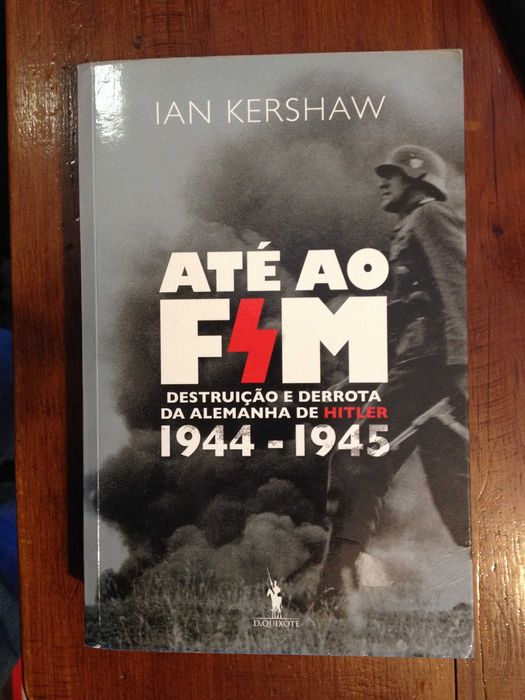 IAN KERSHAW
ATÉ AO
FIM
DESTRUIÇÃO E DERROTA
DA ALEMANHA DE HITLER
1944 - 1945
D.QUIXOTE